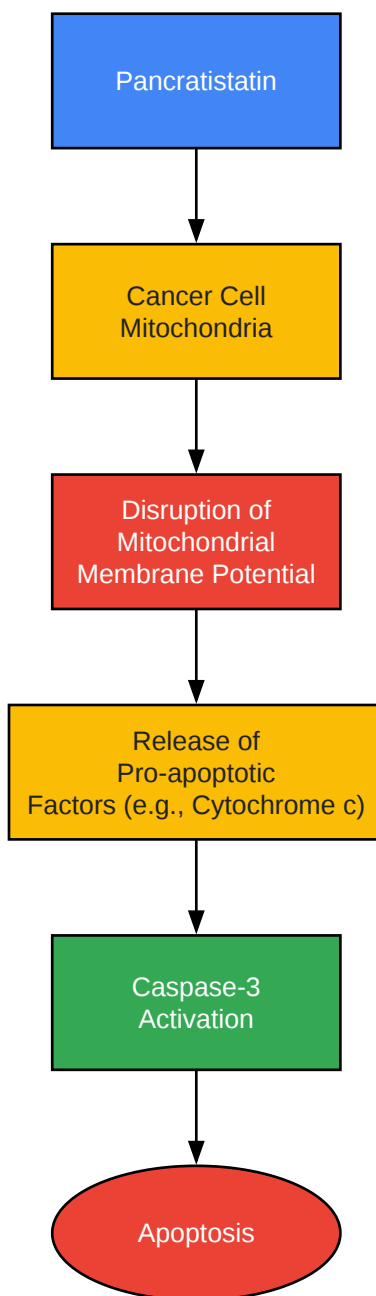 Pancratistatin
Cancer Cell
Mitochondria
Disruption of
Mitochondrial
Membrane Potential
Release of
Pro-apoptotic
Factors (e.g., Cytochrome c)
Caspase-3
Activation
Apoptosis